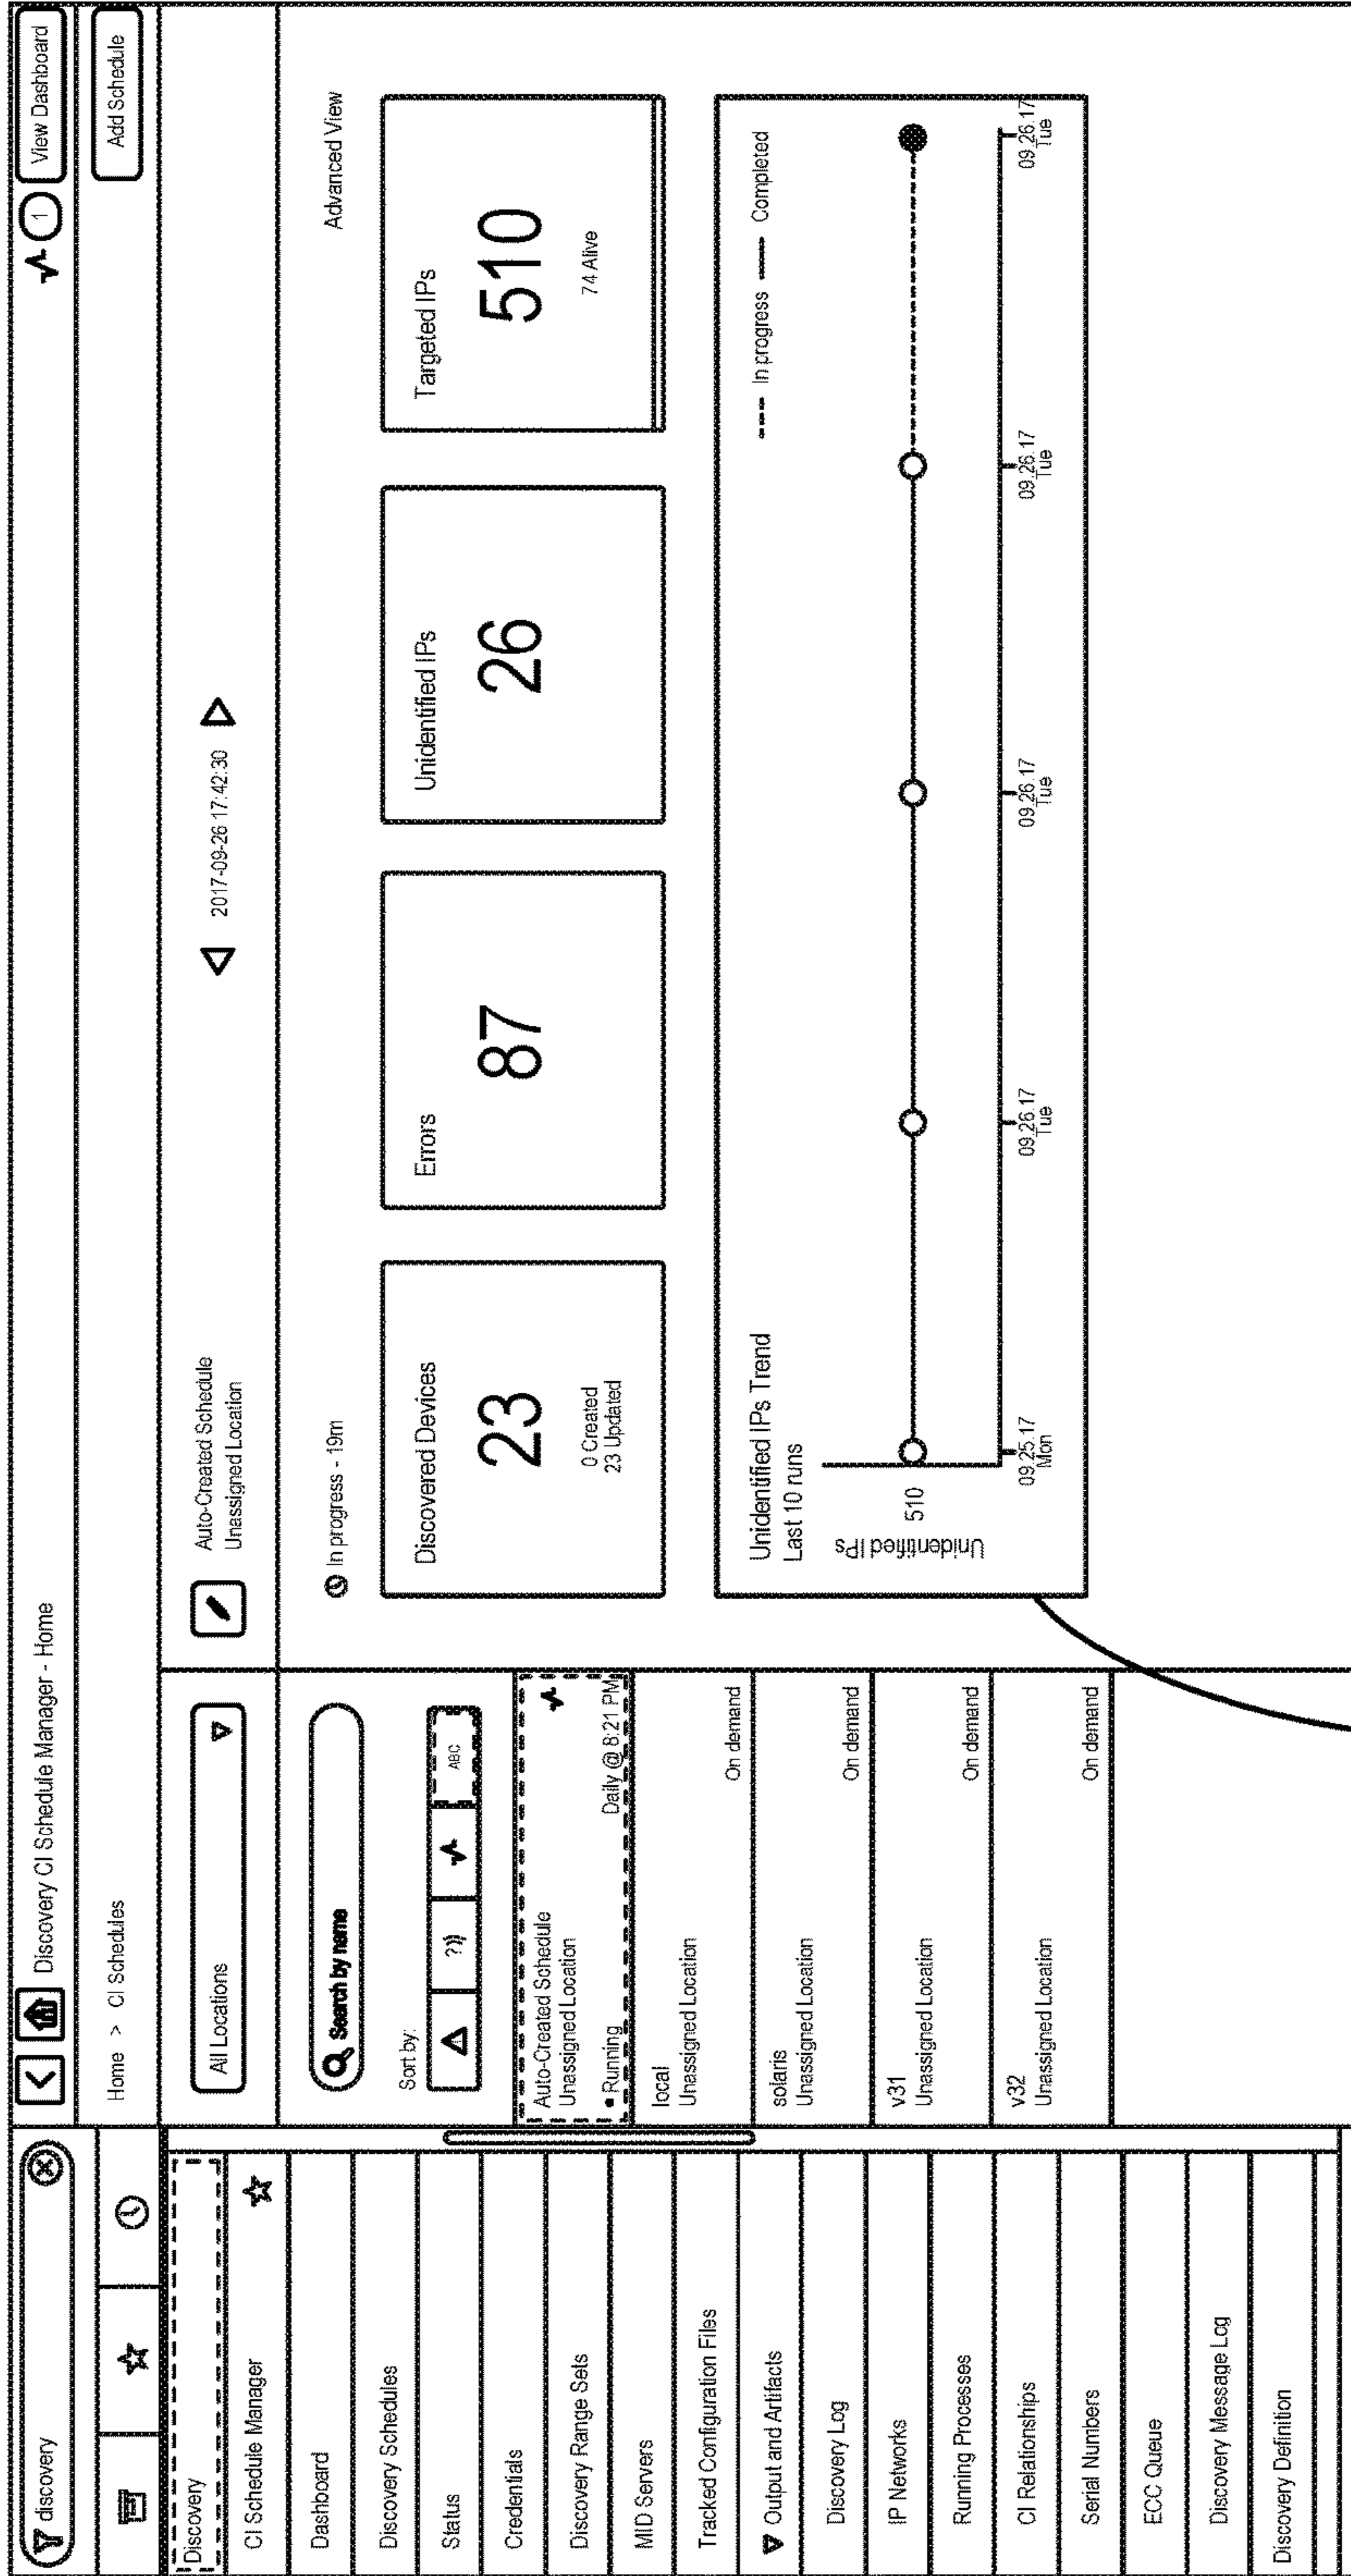 discovery
Discovery
CI Schedule Manager
Dashboard
Discovery Schedules
Status
Credentials
Discovery Range Sets
MID Servers
Tracked Configuration Files
Output and Artifacts
Discovery Log
IP Networks
Running Processes
CI Relationships
Serial Numbers
ECC Queue
Discovery Message Log
Discovery Definition
Discovery CI Schedule Manager - Home
1
View Dashboard
Home > CI Schedules
Add Schedule
All Locations
Search by name
Sort by:
?))
ABC
Auto-Created Schedule
Unassigned Location
• Running
Daily @ 8:21 PM
local
Unassigned Location
On demand
solaris
Unassigned Location
On demand
v31
Unassigned Location
On demand
v32
Unassigned Location
On demand
Auto-Created Schedule
Unassigned Location
2017-09-26 17:42:30
In progress - 19m
Advanced View
Discovered Devices
23
0 Created
23 Updated
Errors
87
Unidentified IPs
26
Targeted IPs
510
74 Alive
Unidentified IPs Trend
Last 10 runs
In progress
Completed
Unidentified IPs
510
09.25.17
Mon
09.26.17
Tue
09.26.17
Tue
09.26.17
Tue
09.26.17
Tue